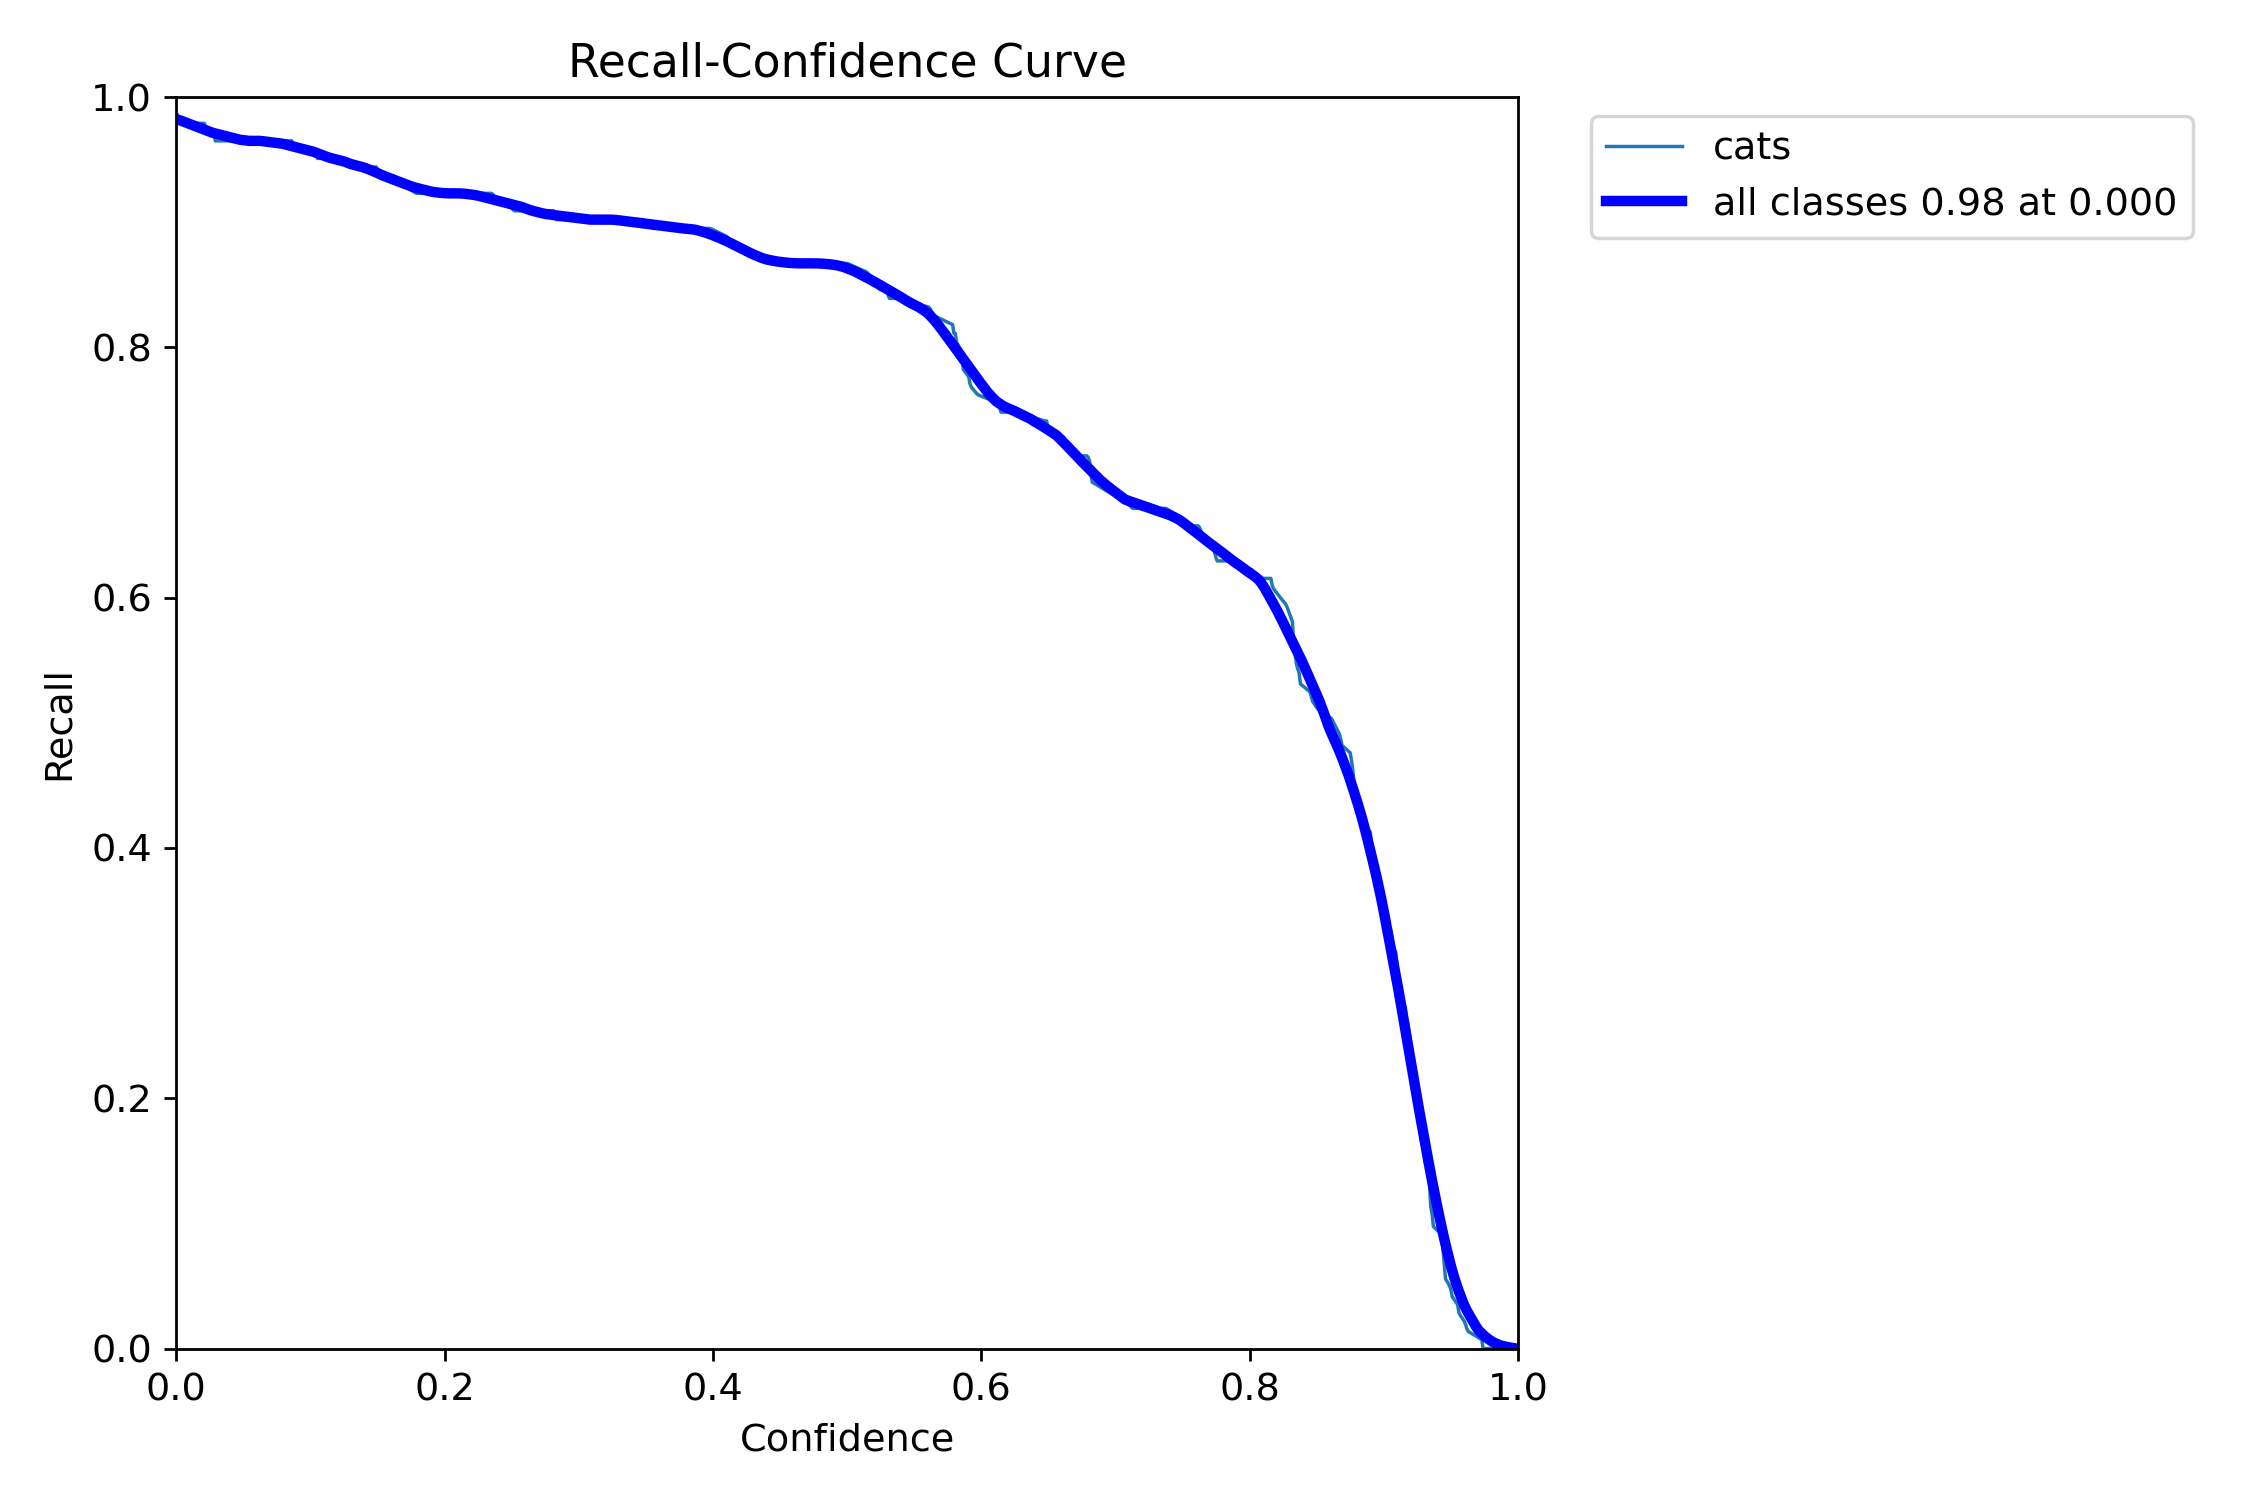 Recall-Confidence Curve
1.0
0.8
0.6
0.4
0.2
0.0
Recall
0.0 0.2 0.4 0.6 0.8 1.0
Confidence
cats
all classes 0.98 at 0.000